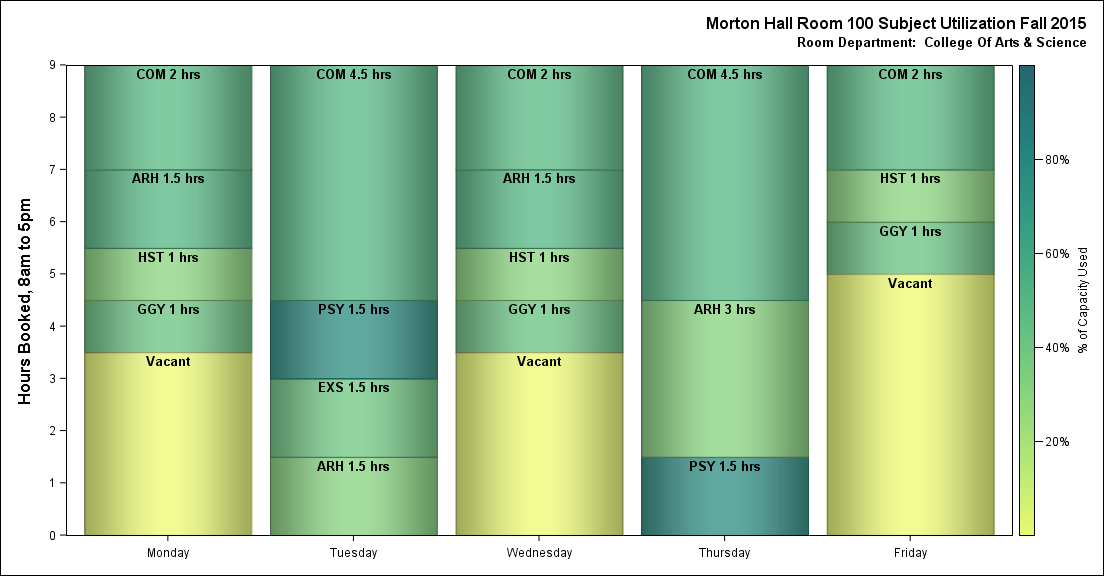 Morton Hall Room 100 Subject Utilization Fall 2015
Room Department:  College Of Arts & Science
Hours Booked, 8am to 5pm
9
8
7
6
5
4
3
2
1
0
COM 2 hrs
ARH 1.5 hrs
HST 1 hrs
GGY 1 hrs
Vacant
Monday
COM 4.5 hrs
PSY 1.5 hrs
EXS 1.5 hrs
ARH 1.5 hrs
Tuesday
COM 2 hrs
ARH 1.5 hrs
HST 1 hrs
GGY 1 hrs
Vacant
Wednesday
COM 4.5 hrs
ARH 3 hrs
PSY 1.5 hrs
Thursday
COM 2 hrs
HST 1 hrs
GGY 1 hrs
Vacant
Friday
80%
60%
40%
20%
% of Capacity Used